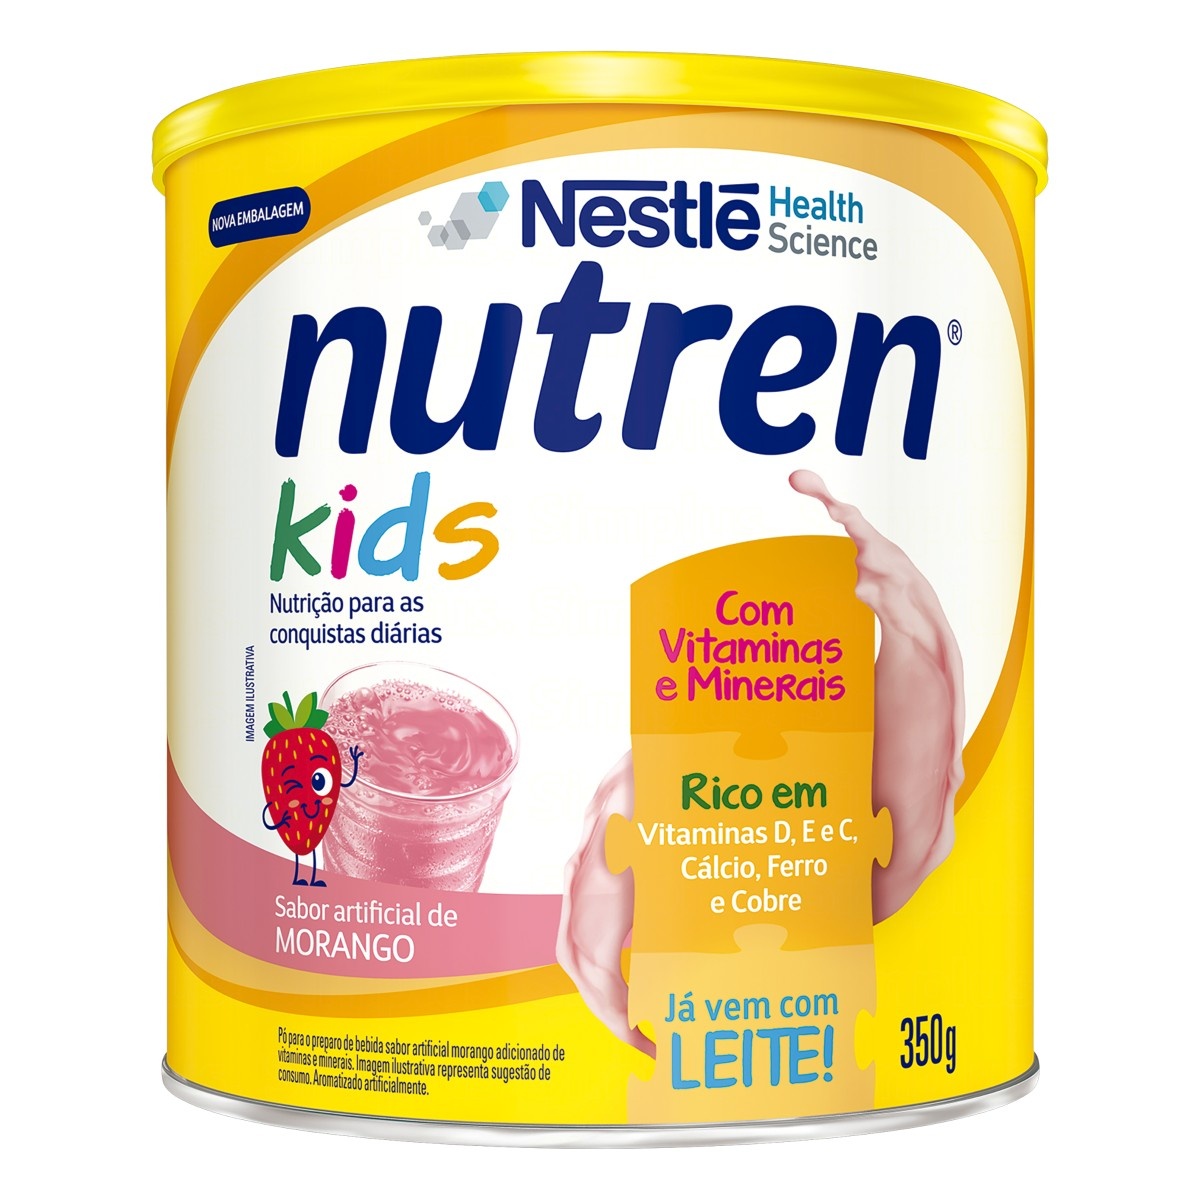 NOVA EMBALAGEM
Nestlé Health
Science
nutren®
kids
Nutrição para as
conquistas diárias
IMAGEM ILUSTRATIVA
Com
Vitaminas
e Minerais
Rico em
Vitaminas D, E e C,
Cálcio, Ferro
e Cobre
Sabor artificial de
MORANGO
Já vem com
LEITE!
350g
Pó para o preparo de bebida sabor artificial morango adicionado de
vitaminas e minerais. Imagem ilustrativa representa sugestão de
consumo. Aromatizado artificialmente.